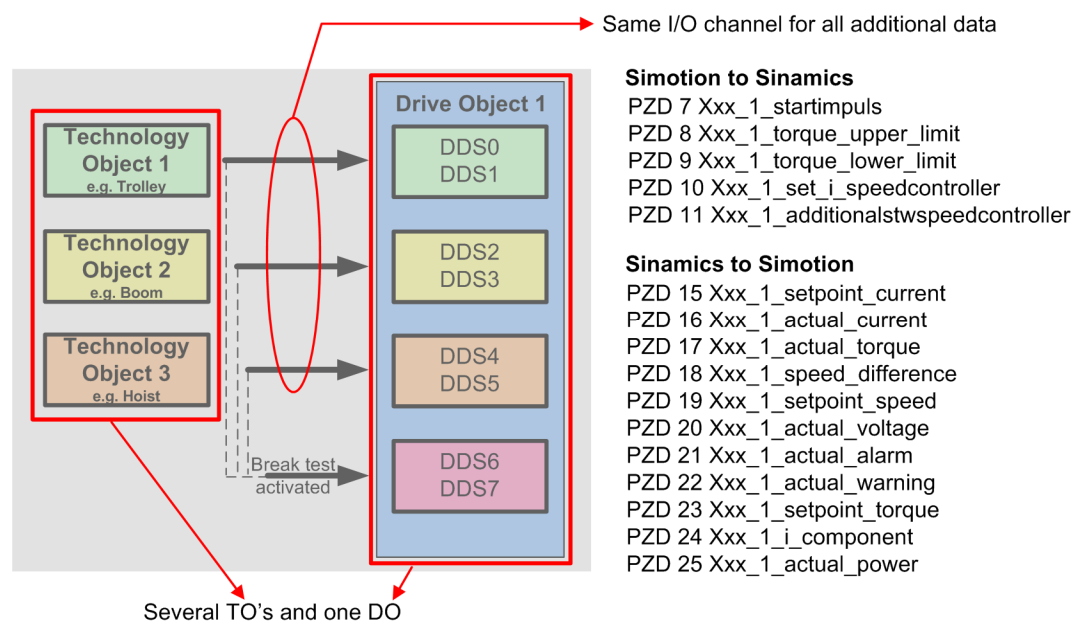 Same I/O channel for all additional data
Drive Object 1
Technology
Object 1
e.g. Trolley
DDS0
DDS1
Technology
Object 2
e.g. Boom
DDS2
DDS3
Technology
Object 3
e.g. Hoist
DDS4
DDS5
Break test
activated
DDS6
DDS7
Several TO's and one DO
Simotion to Sinamics
PZD 7 Xxx_1_startimpuls
PZD 8 Xxx_1_torque_upper_limit
PZD 9 Xxx_1_torque_lower_limit
PZD 10 Xxx_1_set_i_speedcontroller
PZD 11 Xxx_1_additionalstwspeedcontroller
Sinamics to Simotion
PZD 15 Xxx_1_setpoint_current
PZD 16 Xxx_1_actual_current
PZD 17 Xxx_1_actual_torque
PZD 18 Xxx_1_speed_difference
PZD 19 Xxx_1_setpoint_speed
PZD 20 Xxx_1_actual_voltage
PZD 21 Xxx_1_actual_alarm
PZD 22 Xxx_1_actual_warning
PZD 23 Xxx_1_setpoint_torque
PZD 24 Xxx_1_i_component
PZD 25 Xxx_1_actual_power